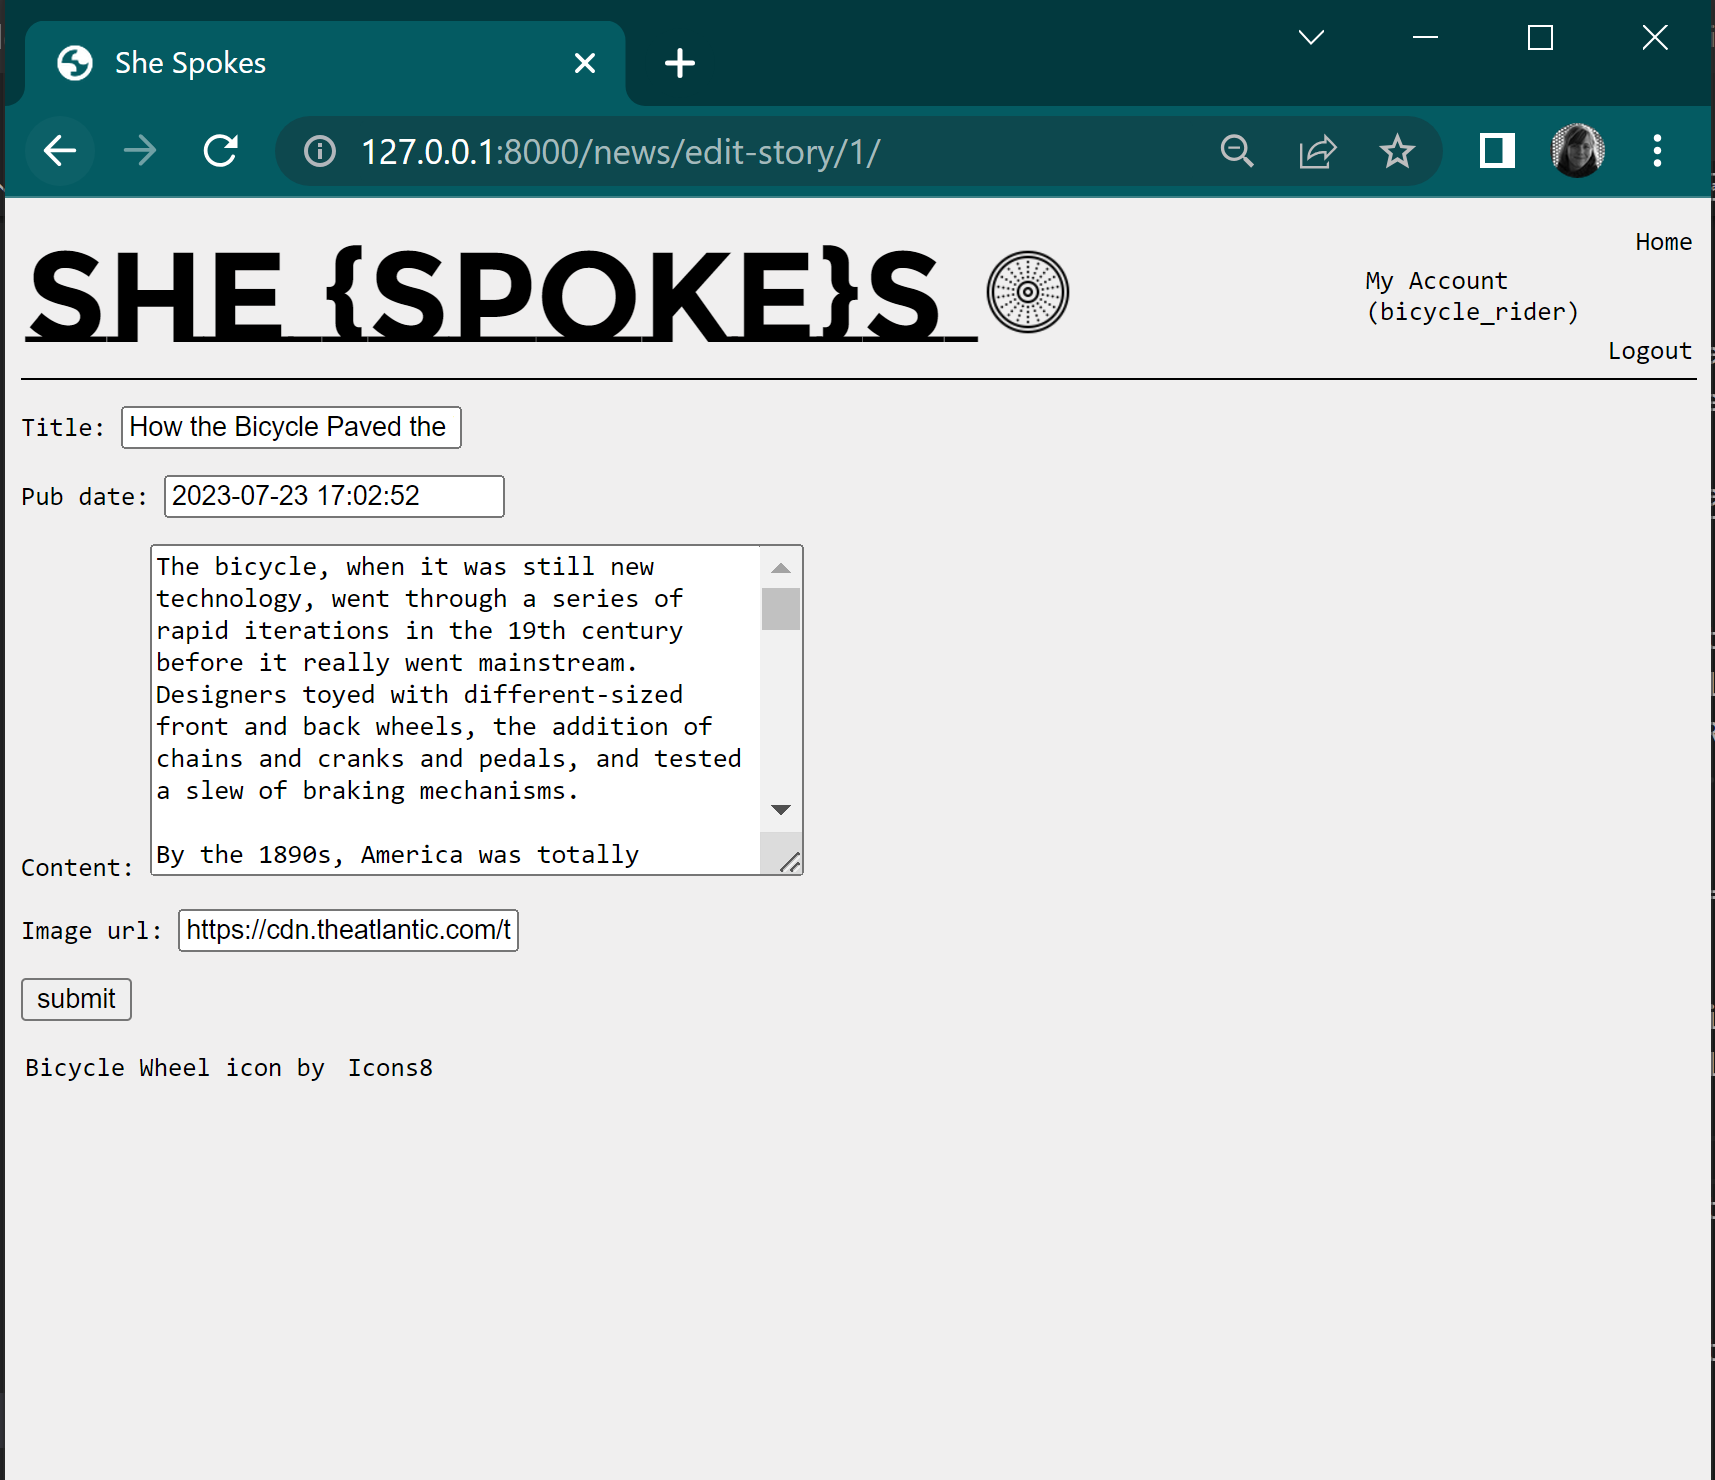 She Spokes
127.0.0.1:8000/news/edit-story/1/
SHE {SPOKE}S
Home
My Account
(bicycle_rider)
Logout
Title: How the Bicycle Paved the
Pub date: 2023-07-23 17:02:52
The bicycle, when it was still new
technology, went through a series of
rapid iterations in the 19th century
before it really went mainstream.
Designers toyed with different-sized
front and back wheels, the addition of
chains and cranks and pedals, and tested
a slew of braking mechanisms.
By the 1890s, America was totally
Content:
Image url: https://cdn.theatlantic.com/t
submit
Bicycle Wheel icon by Icons8